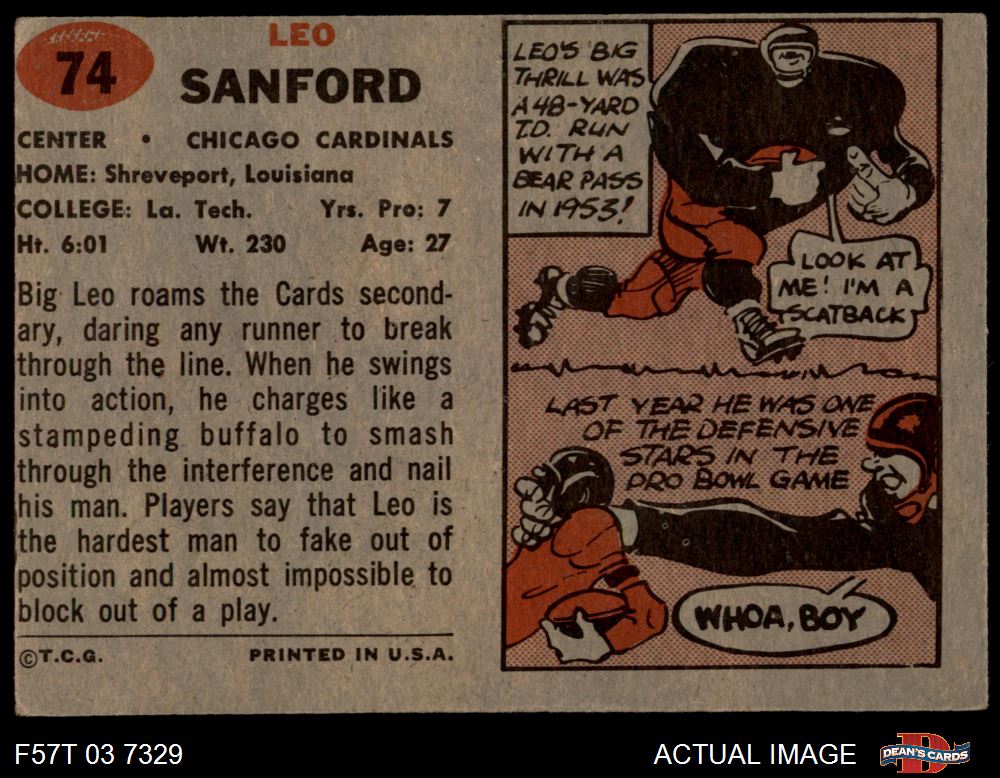 74
LEO
SANFORD
CENTER • CHICAGO CARDINALS
HOME: Shreveport, Louisiana
COLLEGE: La. Tech. Yrs. Pro: 7
Ht. 6:01 Wt. 230 Age: 27
Big Leo roams the Cards second-
ary, daring any runner to break
through the line. When he swings
into action, he charges like a
stampeding buffalo to smash
through the interference and nail
his man. Players say that Leo is
the hardest man to fake out of
position and almost impossible to
block out of a play.
©T.C.G. PRINTED IN U.S.A.
LEO'S BIG
THRILL WAS
A 48-YARD
T.D. RUN
WITH A
BEAR PASS
IN 1953!
LOOK AT
ME! I'M A
SCATBACK
LAST YEAR HE WAS ONE
OF THE DEFENSIVE
STARS IN THE
PRO BOWL GAME
WHOA, BOY
F57T 03 7329
ACTUAL IMAGE
D
DEAN'S CARDS